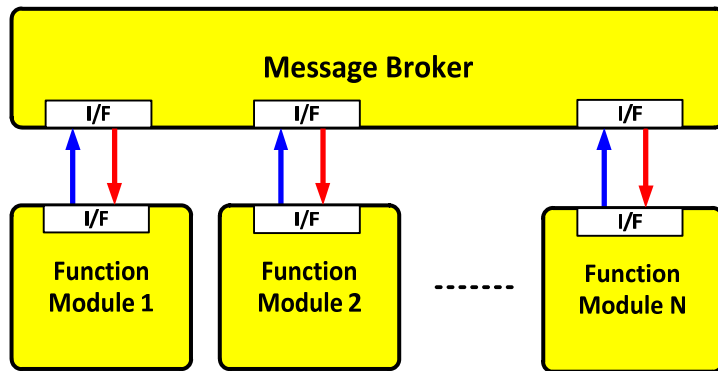 Message Broker
I/F
I/F
I/F
I/F
I/F
I/F
Function
Module 1
Function
Module 2
Function
Module N